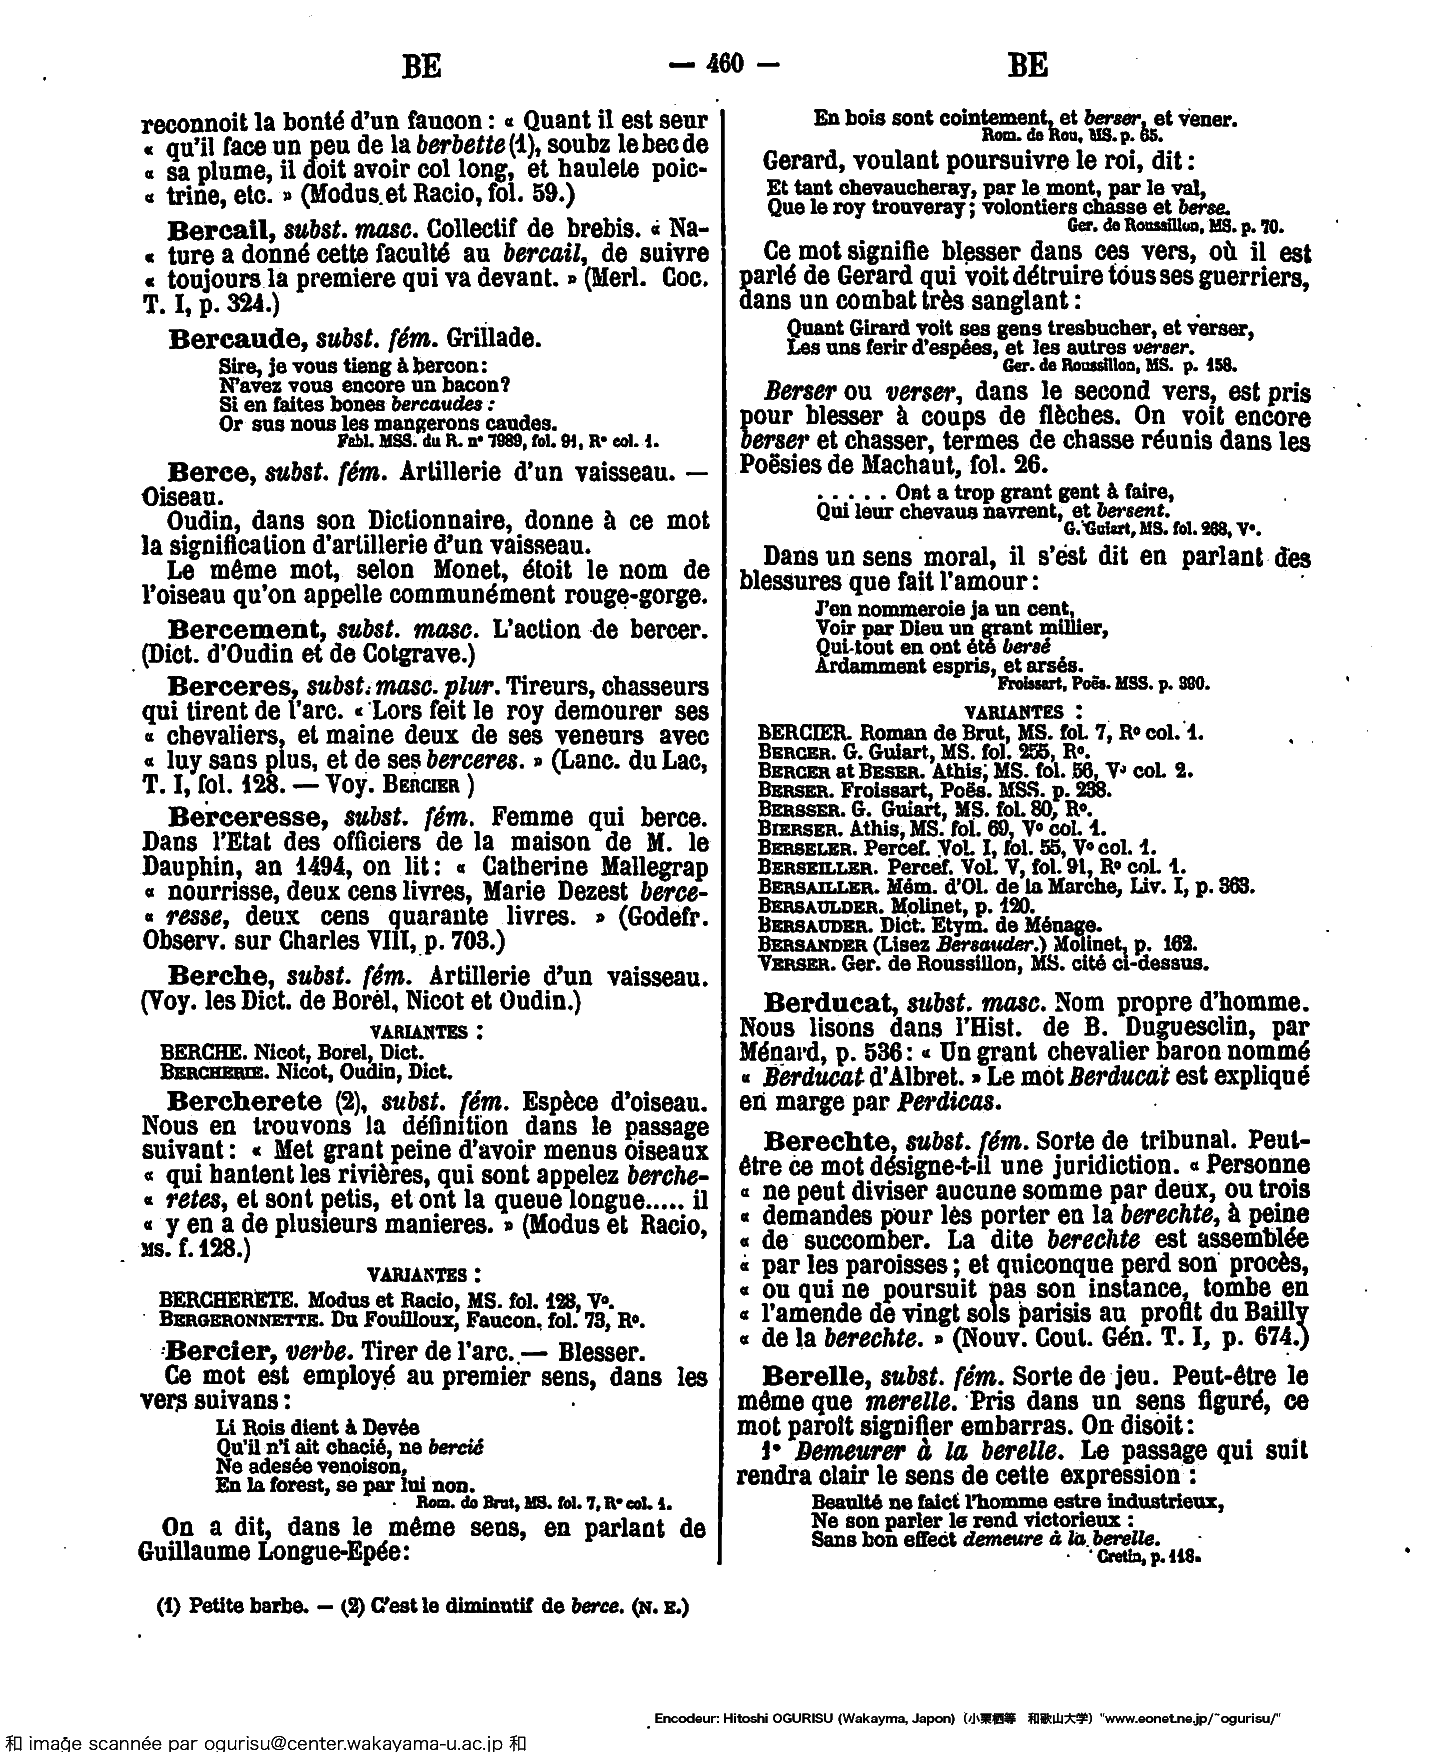 BE — 460 — BE
reconnoit la bonté d'un faucon : « Quant il est seur
« qu'il face un peu de la berbette (1), soubz le bec de
« sa plume, il doit avoir col long, et haulete poic-
« trine, etc. » (Modus et Racio, fol. 59.)
Bercail, subst. masc. Collectif de brebis. « Na-
« ture a donné cette faculté au bercail, de suivre
« toujours la premiere qui va devant. » (Merl. Coc.
T. I, p. 324.)
Bercaude, subst. fém. Grillade.
Sire, je vous tieng à bercon :
N'avez vous encore un bacon ?
Si en faites bones bercaudes :
Or sus nous les mangerons caudes.
Fabl. MSS. du R. n° 7989, fol. 91, R° col. 1.
Berce, subst. fém. Artillerie d'un vaisseau. —
Oiseau.
Oudin, dans son Dictionnaire, donne à ce mot
la signification d'artillerie d'un vaisseau.
Le même mot, selon Monet, étoit le nom de
l'oiseau qu'on appelle communément rouge-gorge.
Bercement, subst. masc. L'action de bercer.
(Dict. d'Oudin et de Cotgrave.)
Berceres, subst. masc. plur. Tireurs, chasseurs
qui tirent de l'arc. « Lors feit le roy demourer ses
« chevaliers, et maine deux de ses veneurs avec
« luy sans plus, et de ses berceres. » (Lanc. du Lac,
T. I, fol. 128. — Voy. BERCIER )
Berceresse, subst. fém. Femme qui berce.
Dans l'Etat des officiers de la maison de M. le
Dauphin, an 1494, on lit : « Catherine Mallegrap
« nourrisse, deux cens livres, Marie Dezest berce-
« resse, deux cens quarante livres. » (Godefr.
Observ. sur Charles VIII, p. 703.)
Berche, subst. fém. Artillerie d'un vaisseau.
(Voy. les Dict. de Borel, Nicot et Oudin.)
VARIANTES :
BERCHE. Nicot, Borel, Dict.
BERCHERIE. Nicot, Oudin, Dict.
Bercherete (2), subst. fém. Espèce d'oiseau.
Nous en trouvons la définition dans le passage
suivant : « Met grant peine d'avoir menus oiseaux
« qui hantent les rivières, qui sont appelez berche-
« retes, et sont petis, et ont la queue longue..... il
« y en a de plusieurs manieres. » (Modus et Racio,
MS. f. 128.)
VARIANTES :
BERCHERETE. Modus et Racio, MS. fol. 128, V°.
BERGERONNETTE. Du Fouilloux, Faucon. fol. 73, R°.
Bercier, verbe. Tirer de l'arc. — Blesser.
Ce mot est employé au premier sens, dans les
vers suivans :
Li Rois dient à Devée
Qu'il n'i ait chacié, ne bercié
Ne adesée venoison,
En la forest, se par lui non.
Rom. de Brut, MS. fol. 7, R° col. 1.
On a dit, dans le même sens, en parlant de
Guillaume Longue-Epée :
En bois sont cointement, et berser, et vener.
Rom. de Rou, MS. p. 65.
Gerard, voulant poursuivre le roi, dit :
Et tant chevaucheray, par le mont, par le val,
Que le roy trouveray ; volontiers chasse et berse.
Ger. de Roussillon, MS. p. 70.
Ce mot signifie blesser dans ces vers, où il est
parlé de Gerard qui voit détruire tous ses guerriers,
dans un combat très sanglant :
Quant Girard voit ses gens tresbucher, et verser,
Les uns ferir d'espées, et les autres verser.
Ger. de Roussillon, MS. p. 158.
Berser ou verser, dans le second vers, est pris
pour blesser à coups de flèches. On voit encore
berser et chasser, termes de chasse réunis dans les
Poësies de Machaut, fol. 26.
. . . . . Ont a trop grant gent à faire,
Qui leur chevaus navrent, et bersent.
G. Guiart, MS. fol. 268, V°.
Dans un sens moral, il s'est dit en parlant des
blessures que fait l'amour :
J'en nommeroie ja un cent,
Voir par Dieu un grant millier,
Qui tout en ont été bersé
Ardamment espris, et arsés.
Froissart, Poës. MSS. p. 390.
VARIANTES :
BERCIER. Roman de Brut, MS. fol. 7, R° col. 1.
BERCER. G. Guiart, MS. fol. 255, R°.
BERCER at BESER. Athis, MS. fol. 56, V° col. 2.
BERSER. Froissart, Poës. MSS. p. 238.
BERSSER. G. Guiart, MS. fol. 80, R°.
BIERSER. Athis, MS. fol. 69, V° col. 1.
BERSELER. Percef. Vol. I, fol. 55, V° col. 1.
BERSEILLER. Percef. Vol. V, fol. 91, R° col. 1.
BERSAILLER. Mém. d'Ol. de la Marche, Liv. I, p. 363.
BERSAULDER. Molinet, p. 120.
BERSAUDER. Dict. Etym. de Ménage.
BERSANDER (Lisez Bersauder.) Molinet, p. 162.
VERSER. Ger. de Roussillon, MS. cité ci-dessus.
Berducat, subst. masc. Nom propre d'homme.
Nous lisons dans l'Hist. de B. Duguesclin, par
Ménard, p. 536 : « Un grant chevalier baron nommé
« Berducat d'Albret. » Le mot Berducat est expliqué
en marge par Perdicas.
Berechte, subst. fém. Sorte de tribunal. Peut-
être ce mot désigne-t-il une juridiction. « Personne
« ne peut diviser aucune somme par deux, ou trois
« demandes pour les porter en la berechte, à peine
« de succomber. La dite berechte est assemblée
« par les paroisses ; et quiconque perd son procès,
« ou qui ne poursuit pas son instance, tombe en
« l'amende de vingt sols parisis au profit du Bailly
« de la berechte. » (Nouv. Cout. Gén. T. I, p. 674.)
Berelle, subst. fém. Sorte de jeu. Peut-être le
même que merelle. Pris dans un sens figuré, ce
mot paroît signifier embarras. On disoit :
1° Demeurer à la berelle. Le passage qui suit
rendra clair le sens de cette expression :
Beaulté ne faict l'homme estre industrieux,
Ne son parler le rend victorieux :
Sans bon effect demeure à la berelle.
Cretin, p. 118.
(1) Petite barbe. — (2) C'est le diminutif de berce. (N. E.)
Encodeur: Hitoshi OGURISU (Wakayma, Japon) (小栗栖等 和歌山大学) "www.eonet.ne.jp/~ogurisu/"
和 image scannée par ogurisu@center.wakayama-u.ac.jp 和